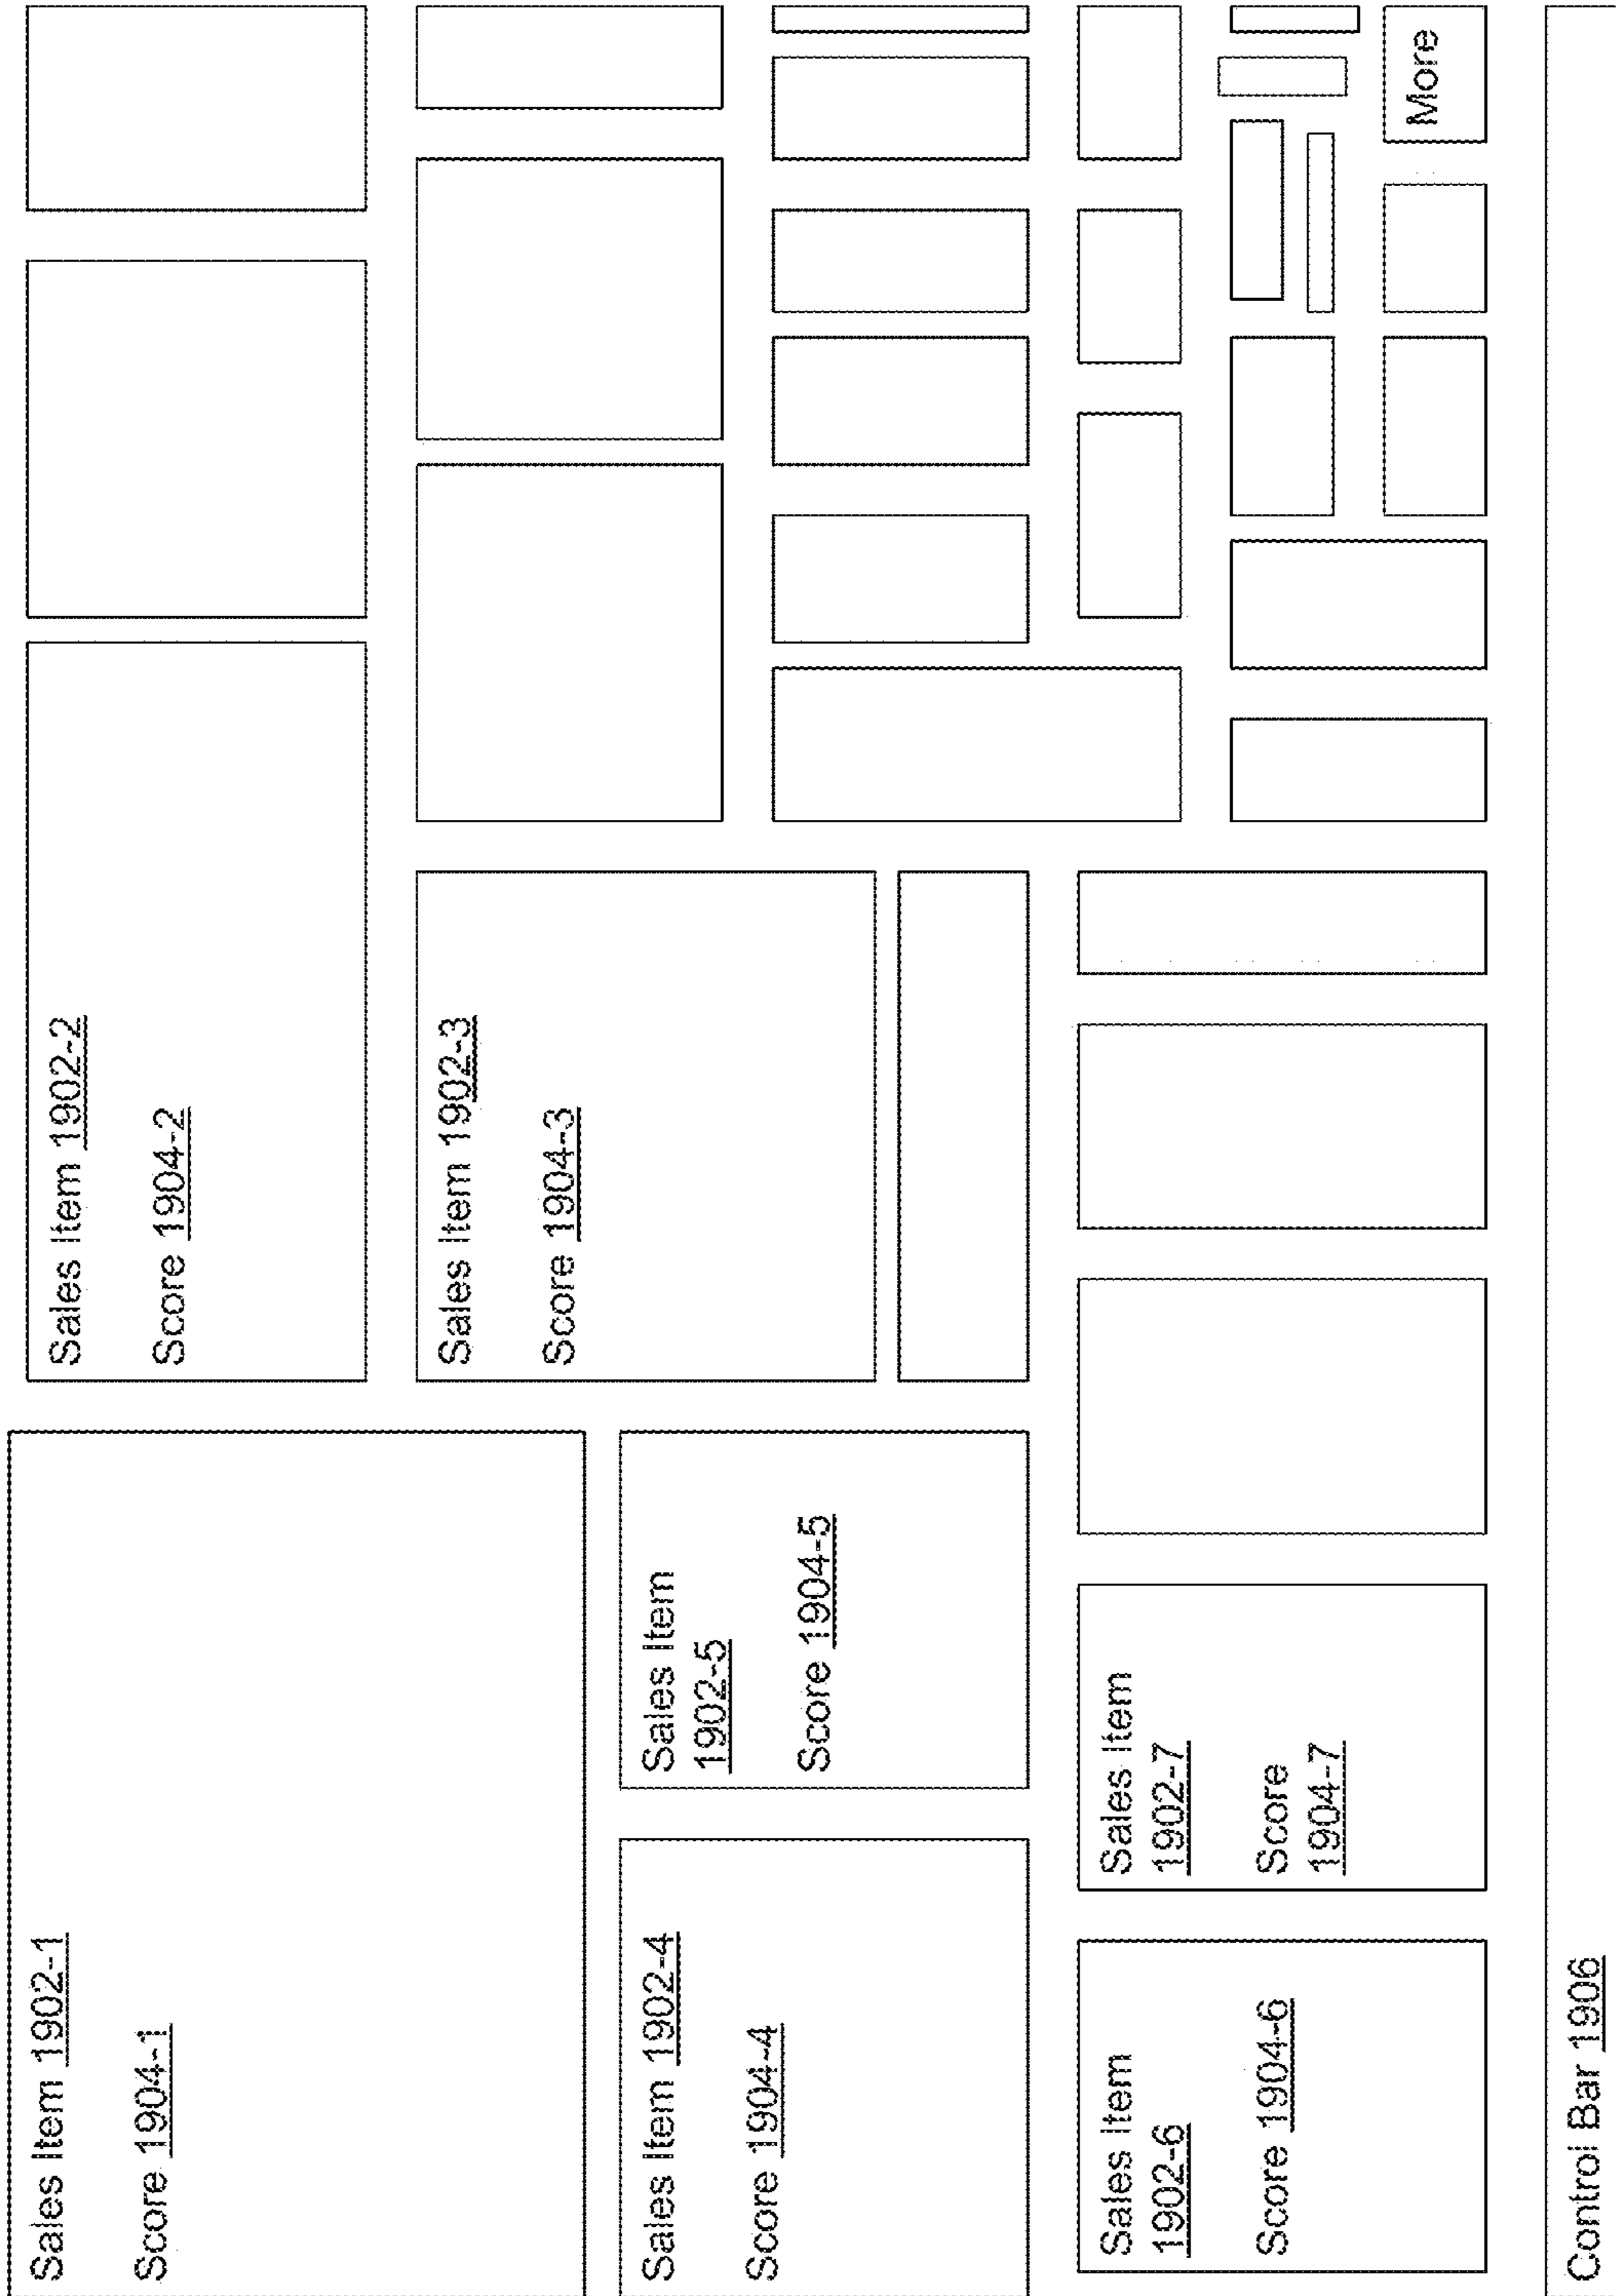 Sales Item 1902-1
Score 1904-1
Sales Item 1902-2
Score 1904-2
Sales Item 1902-3
Score 1904-3
Sales Item 1902-4
Score 1904-4
Sales Item
1902-5
Score 1904-5
Sales Item
1902-6
Score 1904-6
Sales Item
1902-7
Score
1904-7
More
Control Bar 1906